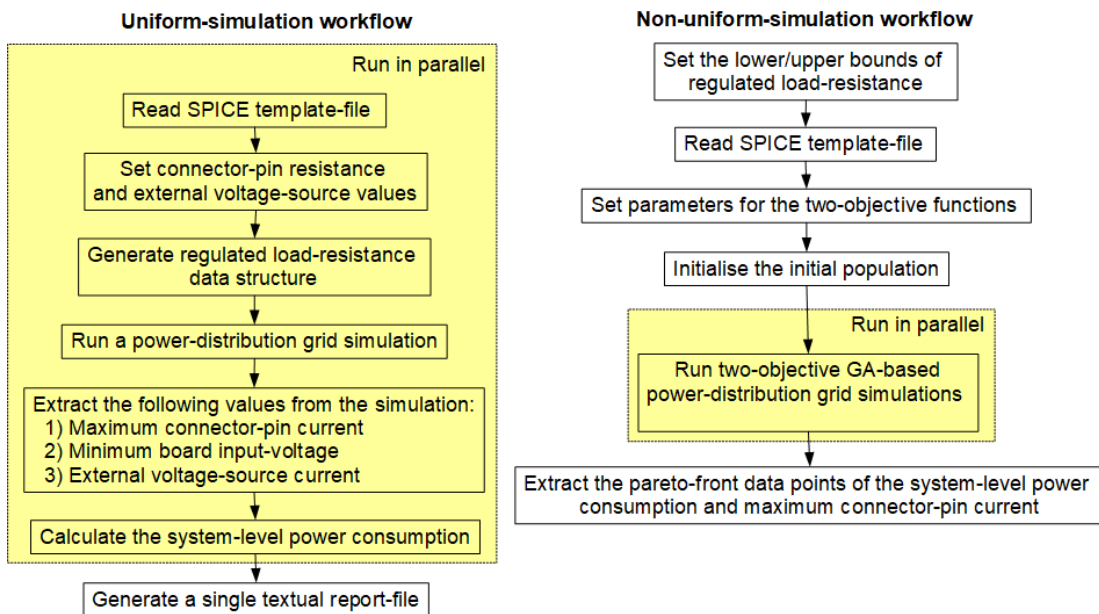 Uniform-simulation workflow
Run in parallel
Read SPICE template-file
Set connector-pin resistance
and external voltage-source values
Generate regulated load-resistance
data structure
Run a power-distribution grid simulation
Extract the following values from the simulation:
1) Maximum connector-pin current
2) Minimum board input-voltage
3) External voltage-source current
Calculate the system-level power consumption
Generate a single textual report-file
Non-uniform-simulation workflow
Set the lower/upper bounds of
regulated load-resistance
Read SPICE template-file
Set parameters for the two-objective functions
Initialise the initial population
Run in parallel
Run two-objective GA-based
power-distribution grid simulations
Extract the pareto-front data points of the system-level power
consumption and maximum connector-pin current